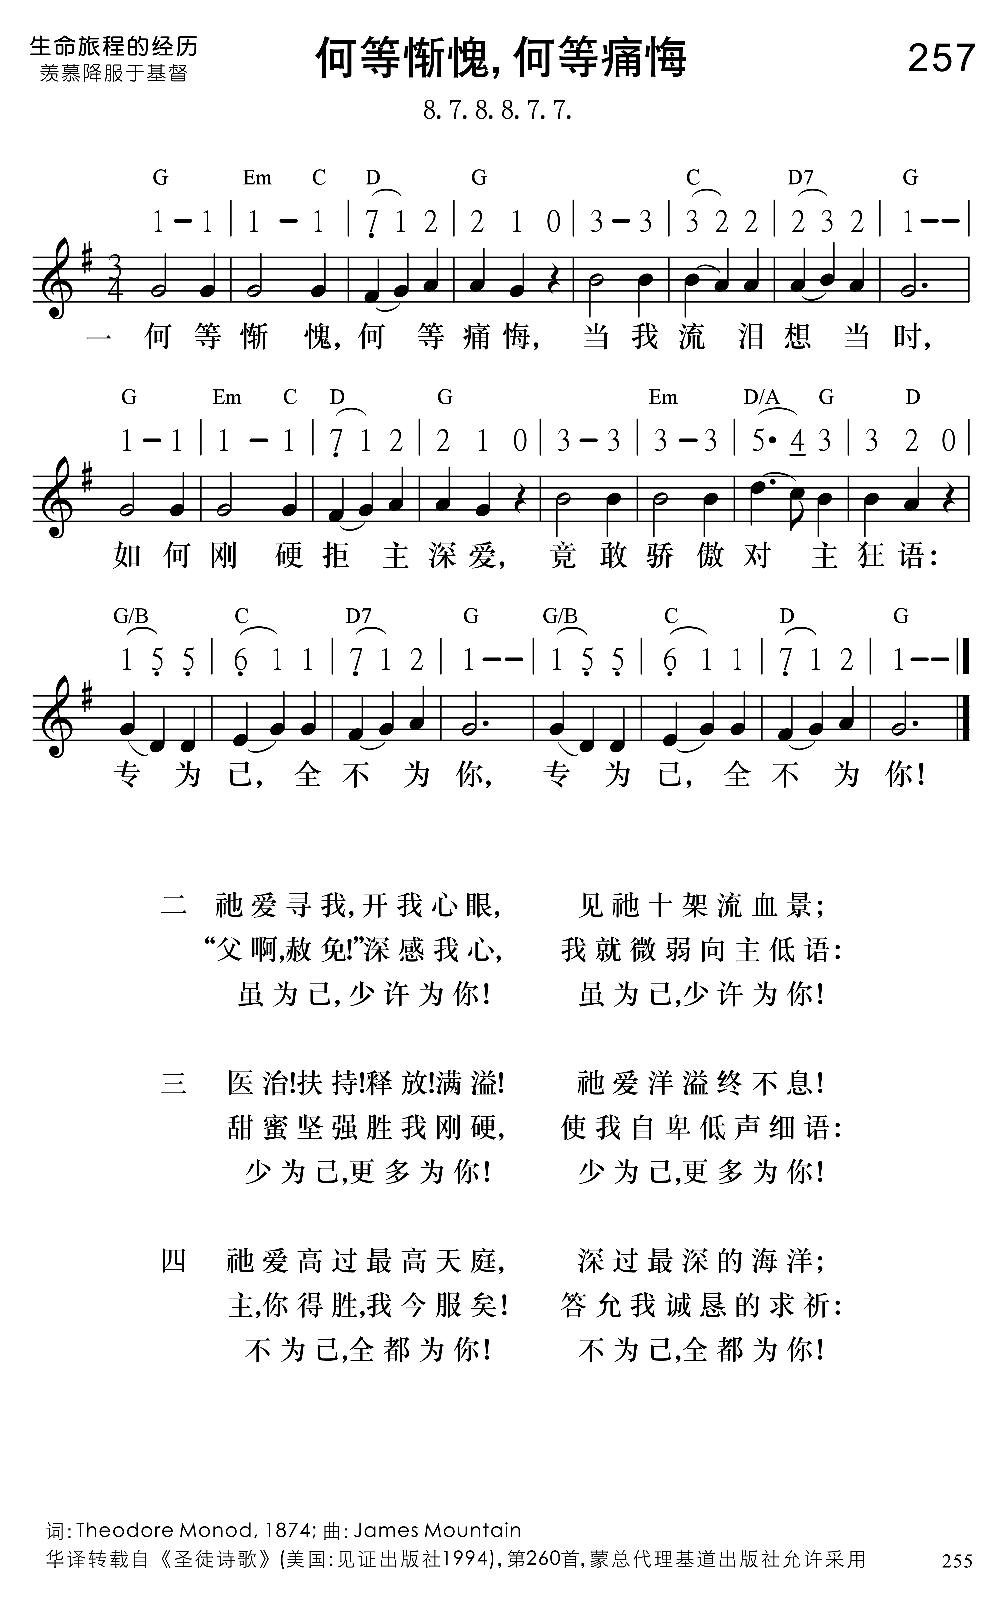 生命旅程的经历
羡慕降服于基督
何等惭愧，何等痛悔
257
8. 7. 8. 8. 7. 7.
G Em C D G C D7 G
1 - 1 | 1 - 1 | 7̣ 1 2 | 2 1 0 | 3 - 3 | 3 2 2 | 2 3 2 | 1 - - |
3
4
一 何 等 惭 愧，何 等 痛 悔， 当 我 流 泪 想 当 时，
G Em C D G Em D/A G D
1 - 1 | 1 - 1 | 7̣ 1 2 | 2 1 0 | 3 - 3 | 3 - 3 | 5· 4 3 | 3 2 0 |
如 何 刚 硬 拒 主 深 爱， 竟 敢 骄 傲 对 主 狂 语：
G/B C D7 G G/B C D G
1 5̣ 5̣ | 6̣ 1 1 | 7̣ 1 2 | 1 - - | 1 5̣ 5̣ | 6̣ 1 1 | 7̣ 1 2 | 1 - - ‖
专 为 己， 全 不 为 你， 专 为 己， 全 不 为 你！
二 祂爱寻我，开我心眼， 见祂十架流血景；
“父啊，赦免！”深感我心， 我就微弱向主低语：
虽为己，少许为你！ 虽为己，少许为你！
三 医治！扶持！释放！满溢！ 祂爱洋溢终不息！
甜蜜坚强胜我刚硬， 使我自卑低声细语：
少为己，更多为你！ 少为己，更多为你！
四 祂爱高过最高天庭， 深过最深的海洋；
主，你得胜，我今服矣！ 答允我诚恳的求祈：
不为己，全都为你！ 不为己，全都为你！
词：Theodore Monod, 1874; 曲：James Mountain
华译转载自《圣徒诗歌》(美国：见证出版社1994)，第260首，蒙总代理基道出版社允许采用
255